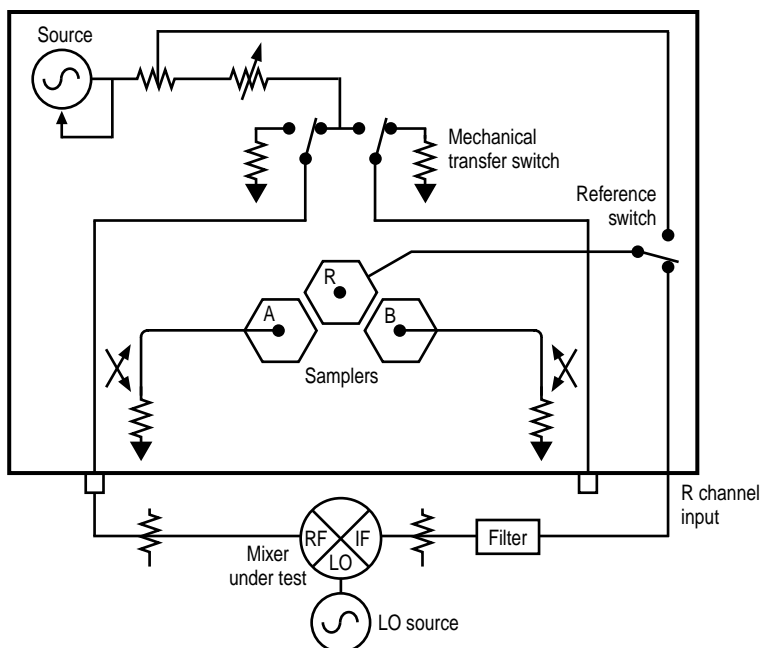 Source
Mechanical
transfer switch
Reference
switch
R
A
B
Samplers
R channel
input
RF
IF
LO
Filter
Mixer
under test
LO source